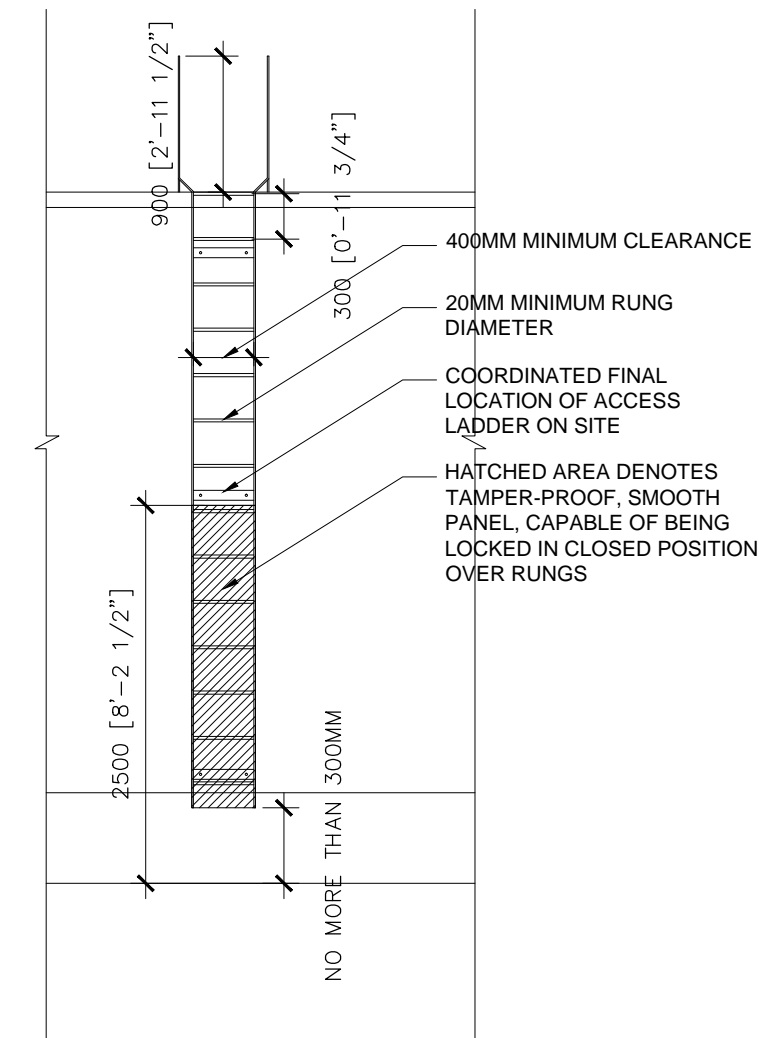 900 [2'-11 1/2"]
300 [0'-11 3/4"]
400MM MINIMUM CLEARANCE
20MM MINIMUM RUNG
DIAMETER
COORDINATED FINAL
LOCATION OF ACCESS
LADDER ON SITE
HATCHED AREA DENOTES
TAMPER-PROOF, SMOOTH
PANEL, CAPABLE OF BEING
LOCKED IN CLOSED POSITION
OVER RUNGS
2500 [8'-2 1/2"]
NO MORE THAN 300MM